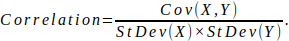 Correlation = Cov(X,Y) / StDev(X)×StDev(Y).